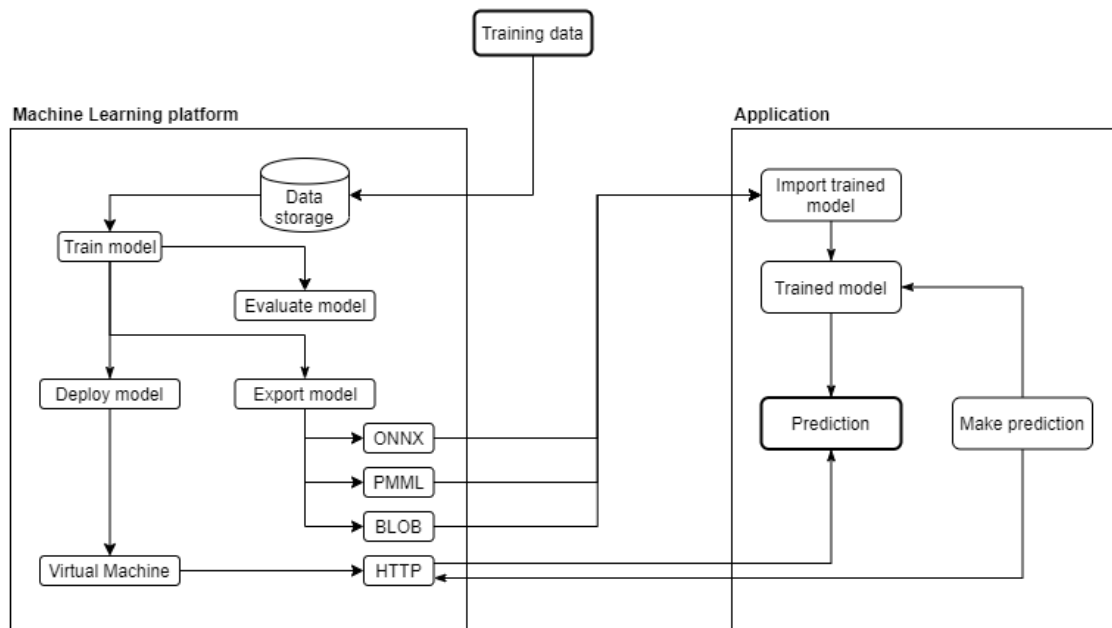 Training data
Machine Learning platform
Application
Data
storage
Import trained
model
Train model
Evaluate model
Trained model
Deploy model
Export model
Prediction
Make prediction
ONNX
PMML
BLOB
Virtual Machine
HTTP